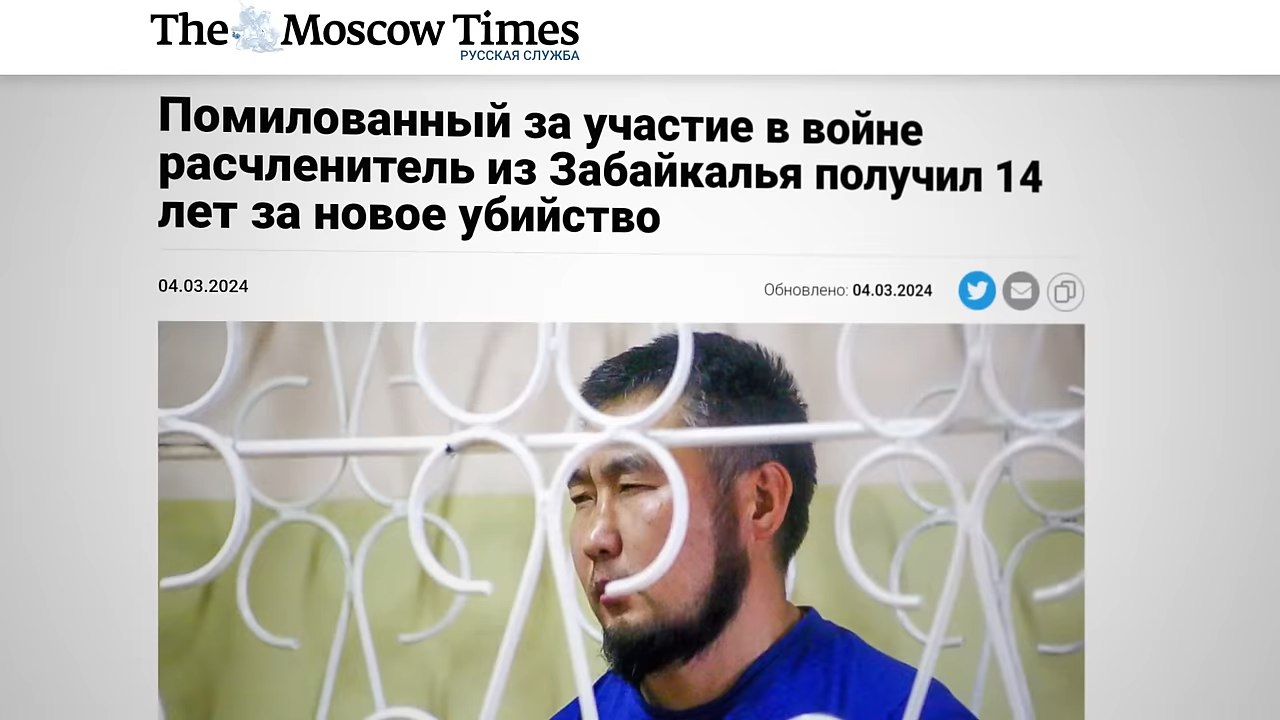 The Moscow Times
РУССКАЯ СЛУЖБА
Помилованный за участие в войне
расчленитель из Забайкалья получил 14
лет за новое убийство
04.03.2024
Обновлено: 04.03.2024